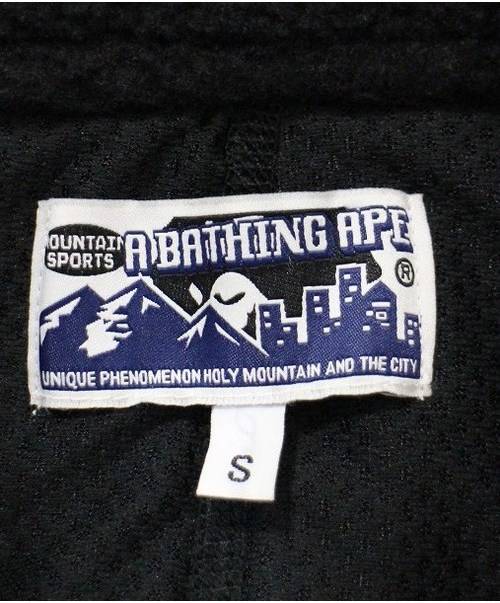 MOUNTAIN
SPORTS
A BATHING APE
®
UNIQUE PHENOMENON HOLY MOUNTAIN AND THE CITY
S